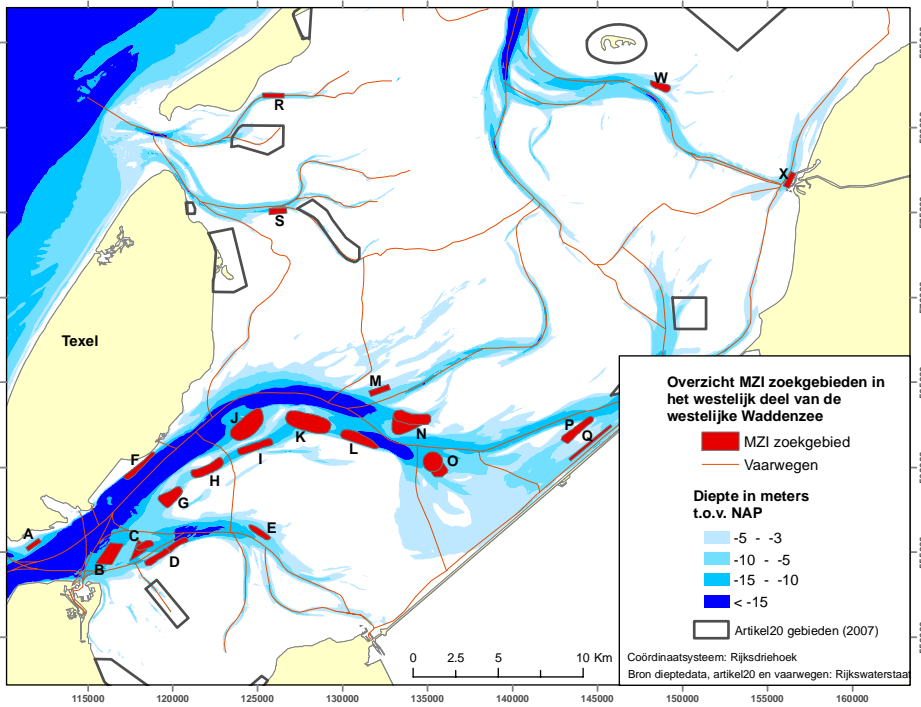 W
R
X
S
Texel
M
J
K
N
L
P
Q
O
I
H
F
G
A
C
E
D
B
Overzicht MZI zoekgebieden in
het westelijk deel van de
westelijke Waddenzee
MZI zoekgebied
Vaarwegen
Diepte in meters
t.o.v. NAP
-5 - -3
-10 - -5
-15 - -10
< -15
Artikel20 gebieden (2007)
Coördinaatsysteem: Rijksdriehoek
Bron dieptedata, artikel20 en vaarwegen: Rijkswaterstaat
0 2.5 5 10 Km
115000 120000 125000 130000 135000 140000 145000 150000 155000 160000